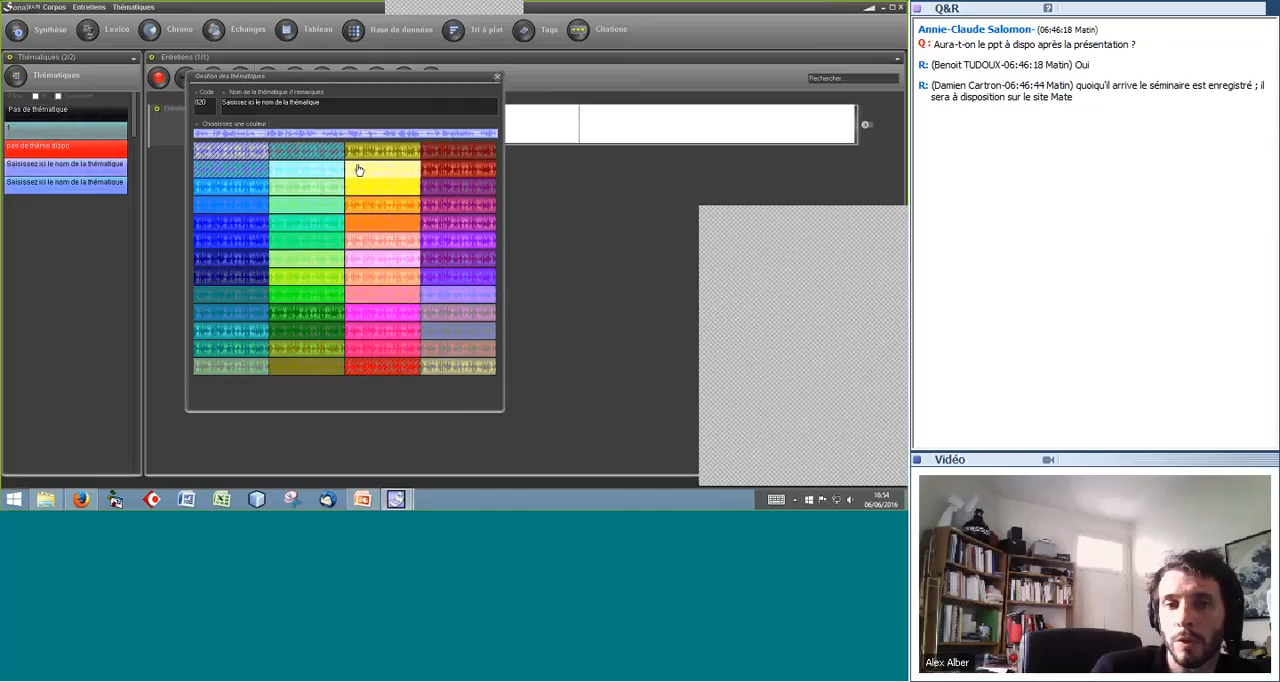 Sonal Corpus Entretiens Thématiques
Synthèse Lexico Chrono Echanges Tableau Base de données Tri à plat Tags Citations
Thématiques (2/2)
Entretiens (1/1)
Thématiques
Pas de thématique
1
pas de thème dispo
Saisissez ici le nom de la thématique
Saisissez ici le nom de la thématique
Gestion des thématiques
Code
Nom de la thématique // remarques
020
Saisissez ici le nom de la thématique
Choisissez une couleur :
Entretie
Rechercher...
16:54
06/06/2016
Q&R
Annie-Claude Salomon- (06:46:18 Matin)
Q : Aura-t-on le ppt à dispo après la présentation ?
R: (Benoit TUDOUX-06:46:18 Matin) Oui
R: (Damien Cartron-06:46:44 Matin) quoiqu'il arrive le séminaire est enregistré ; il
sera à disposition sur le site Mate
Vidéo
Alex Alber